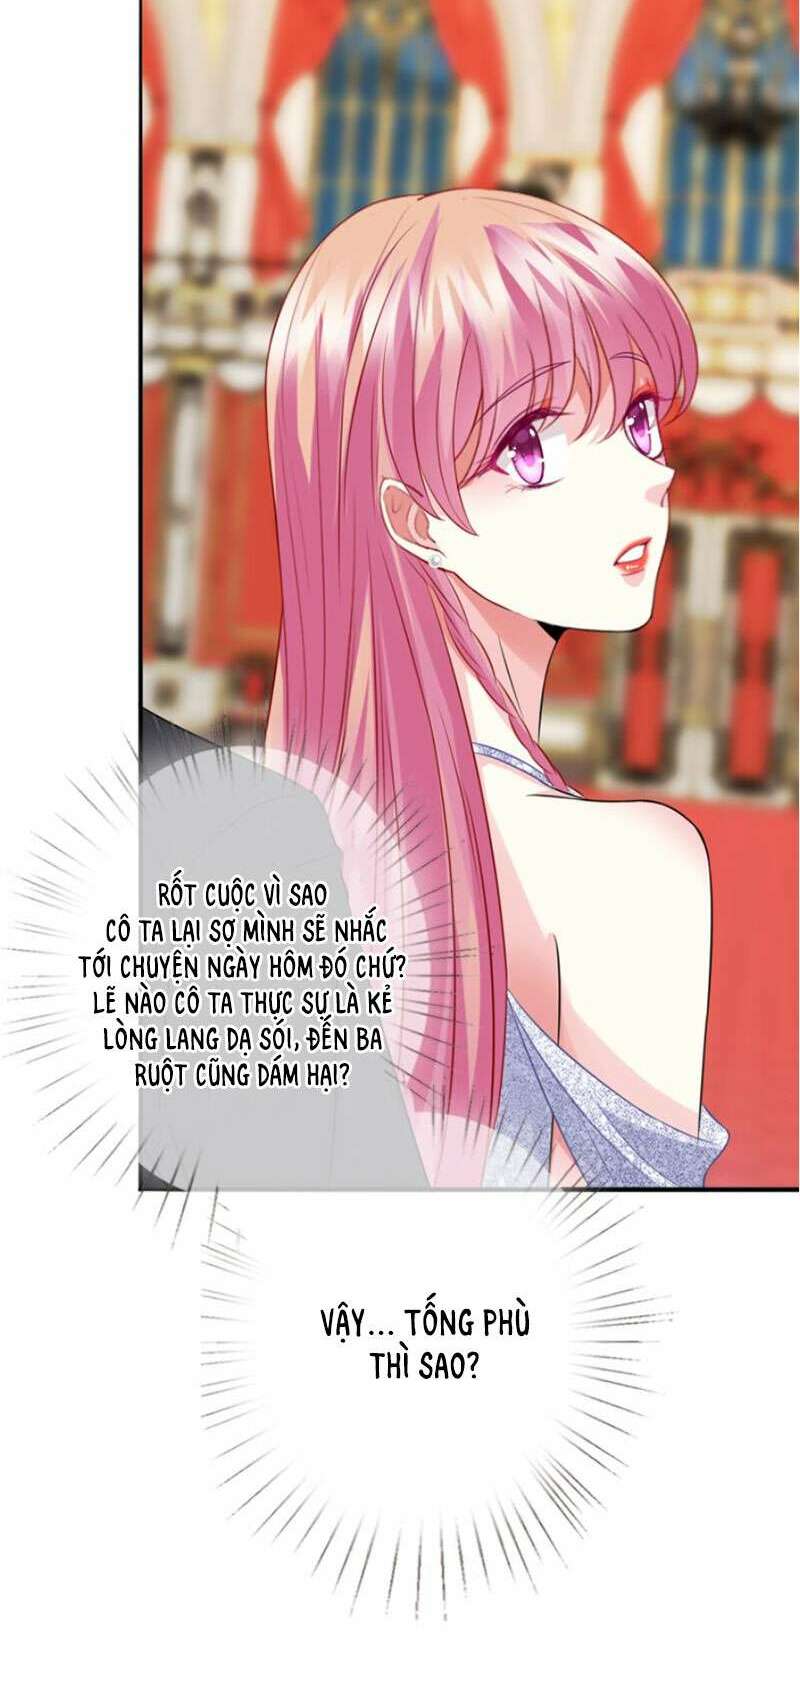 RỐT CUỘC VÌ SAO
CÔ TA LẠI SỢ MÌNH SẼ NHẮC
TỚI CHUYỆN NGÀY HÔM ĐÓ CHỨ?
LẼ NÀO CÔ TA THỰC SỰ LÀ KẺ
LÒNG LANG DẠ SÓI, ĐẾN BA
RUỘT CŨNG DÁM HẠI?
VẬY... TỐNG PHÙ
THÌ SAO?